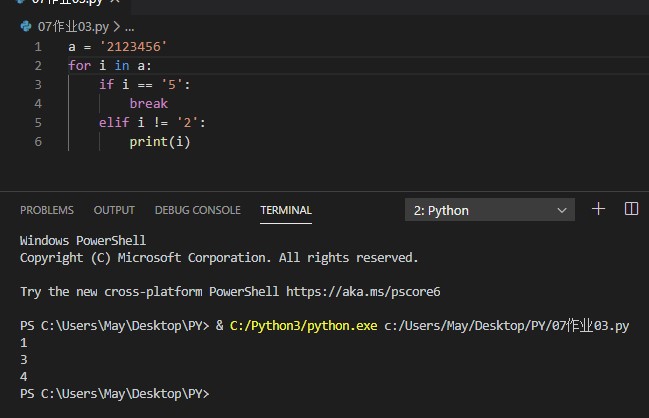 07作业03.py
07作业03.py > ...
1 a = '2123456'
2 for i in a:
3 if i == '5':
4 break
5 elif i != '2':
6 print(i)
PROBLEMS OUTPUT DEBUG CONSOLE TERMINAL 2: Python
Windows PowerShell
Copyright (C) Microsoft Corporation. All rights reserved.
Try the new cross-platform PowerShell https://aka.ms/pscore6
PS C:\Users\May\Desktop\PY> & C:/Python3/python.exe c:/Users/May/Desktop/PY/07作业03.py
1
3
4
PS C:\Users\May\Desktop\PY>